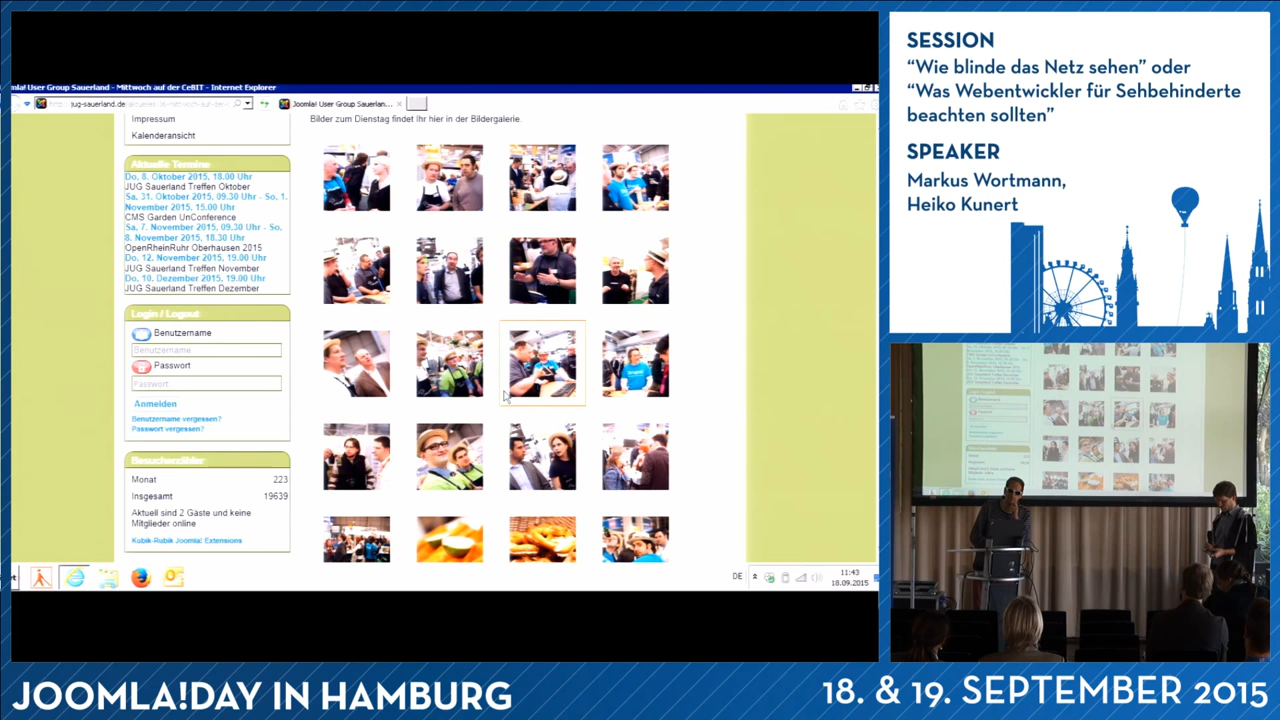 mla! User Group Sauerland - Mittwoch auf der CeBIT - Internet Explorer
jug-sauerland.de
Joomla! User Group Sauerlan...
Impressum
Kalenderansicht
Aktuelle Termine
Do, 8. Oktober 2015, 18.00 Uhr
JUG Sauerland Treffen Oktober
Sa, 31. Oktober 2015, 09.30 Uhr - So, 1.
November 2015, 15.00 Uhr
CMS Garden UnConference
Sa, 7. November 2015, 09.30 Uhr - So,
8. November 2015, 18.30 Uhr
OpenRheinRuhr Oberhausen 2015
Do, 12. November 2015, 19.00 Uhr
JUG Sauerland Treffen November
Do, 10. Dezember 2015, 19.00 Uhr
JUG Sauerland Treffen Dezember
Login / Logout
Benutzername
Benutzername
Passwort
Passwort
Anmelden
Benutzername vergessen?
Passwort vergessen?
Besucherzähler
Monat 223
Insgesamt 19639
Aktuell sind 2 Gäste und keine
Mitglieder online
Kubik-Rubik Joomla! Extensions
Bilder zum Dienstag findet Ihr hier in der Bildergalerie.
DE
11:43
18.09.2015
SESSION
“Wie blinde das Netz sehen” oder
“Was Webentwickler für Sehbehinderte
beachten sollten”
SPEAKER
Markus Wortmann,
Heiko Kunert
JOOMLA!DAY IN HAMBURG
18. & 19. SEPTEMBER 2015